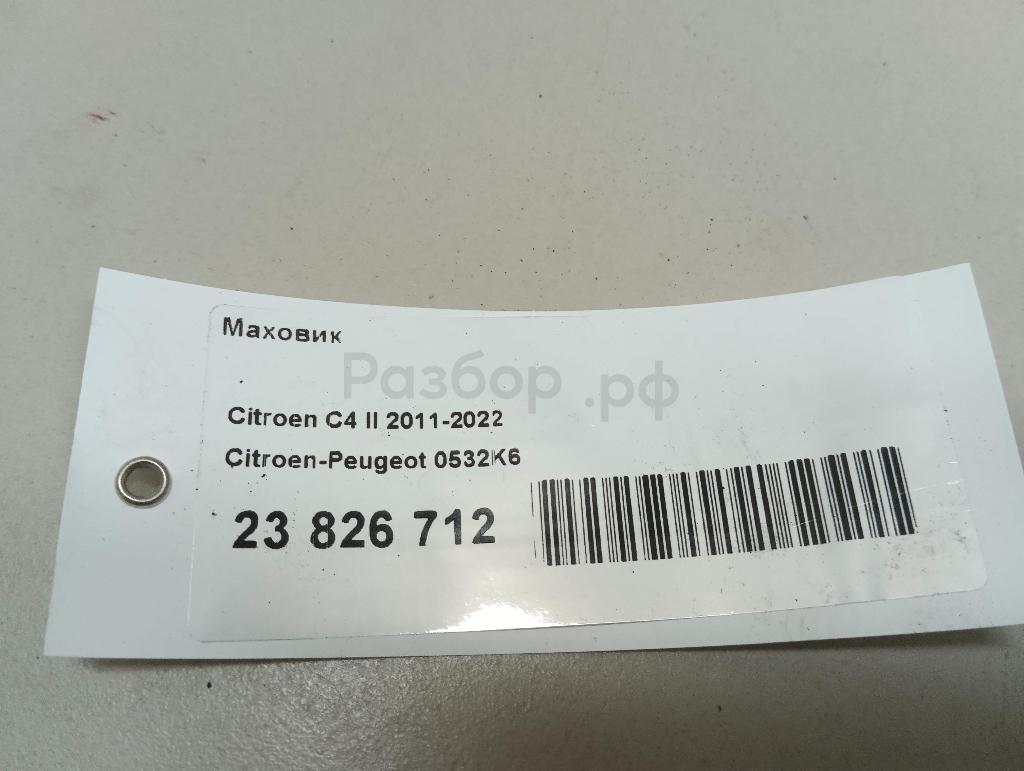 Маховик
Разбор.рф
Citroen C4 II 2011-2022
Citroen-Peugeot 0532K6
23 826 712